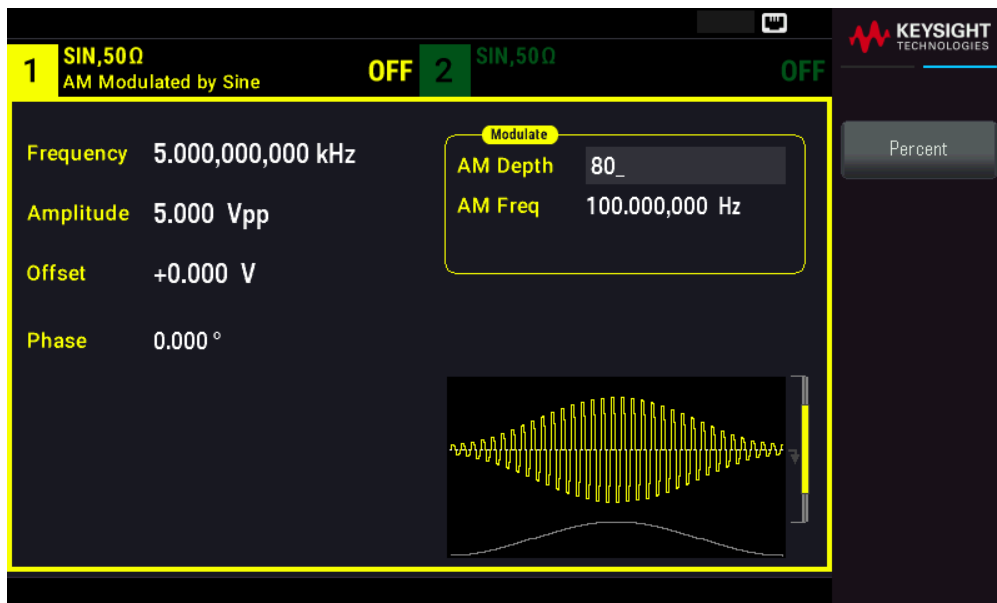 KEYSIGHT
TECHNOLOGIES
1 SIN,50Ω OFF
AM Modulated by Sine
2 SIN,50Ω OFF
Frequency 5.000,000,000 kHz
Amplitude 5.000 Vpp
Offset +0.000 V
Phase 0.000 °
Modulate
AM Depth 80_
AM Freq 100.000,000 Hz
Percent